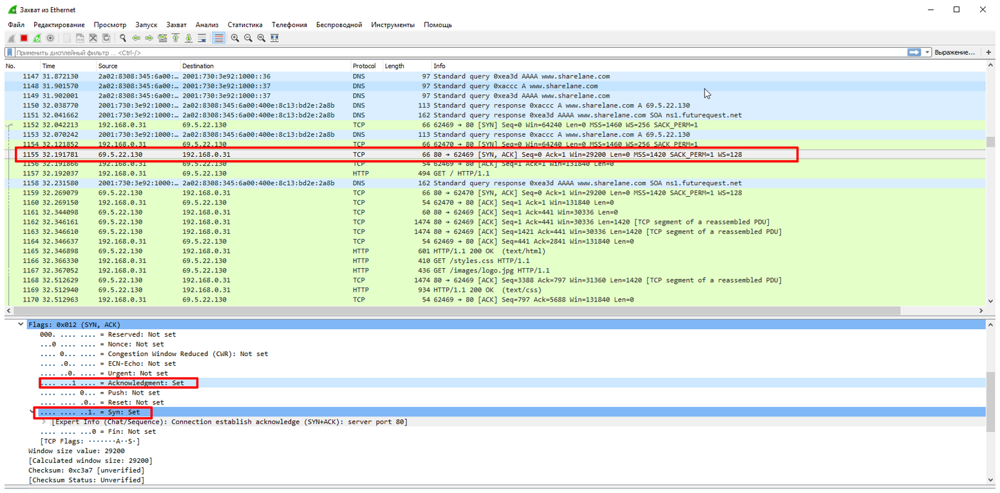 Захват из Ethernet
Файл Редактирование Просмотр Запуск Захват Анализ Статистика Телефония Беспроводной Инструменты Помощь
Применить дисплейный фильтр ... <Ctrl-/> Выражение... +
No. Time Source Destination Protocol Length Info
1147 31.872130 2a02:8308:345:6a00:… 2001:730:3e92:1000::36 DNS 97 Standard query 0xea3d AAAA www.sharelane.com
1148 31.901570 2a02:8308:345:6a00:… 2001:730:3e92:1000::37 DNS 97 Standard query 0xaccc A www.sharelane.com
1149 31.902001 2a02:8308:345:6a00:… 2001:730:3e92:1000::37 DNS 97 Standard query 0xea3d AAAA www.sharelane.com
1150 32.038770 2001:730:3e92:1000:… 2a02:8308:345:6a00:400e:8c13:bd2e:2a8b DNS 113 Standard query response 0xaccc A www.sharelane.com A 69.5.22.130
1151 32.041662 2001:730:3e92:1000:… 2a02:8308:345:6a00:400e:8c13:bd2e:2a8b DNS 162 Standard query response 0xea3d AAAA www.sharelane.com SOA ns1.futurequest.net
1152 32.042213 192.168.0.31 69.5.22.130 TCP 66 62469 → 80 [SYN] Seq=0 Win=64240 Len=0 MSS=1460 WS=256 SACK_PERM=1
1153 32.070242 2001:730:3e92:1000:… 2a02:8308:345:6a00:400e:8c13:bd2e:2a8b DNS 113 Standard query response 0xaccc A www.sharelane.com A 69.5.22.130
1154 32.121852 192.168.0.31 69.5.22.130 TCP 66 62470 → 80 [SYN] Seq=0 Win=64240 Len=0 MSS=1460 WS=256 SACK_PERM=1
1155 32.191781 69.5.22.130 192.168.0.31 TCP 66 80 → 62469 [SYN, ACK] Seq=0 Ack=1 Win=29200 Len=0 MSS=1420 SACK_PERM=1 WS=128
1156 32.191866 192.168.0.31 69.5.22.130 TCP 54 62469 → 80 [ACK] Seq=1 Ack=1 Win=131840 Len=0
1157 32.192037 192.168.0.31 69.5.22.130 HTTP 494 GET / HTTP/1.1
1158 32.231580 2001:730:3e92:1000:… 2a02:8308:345:6a00:400e:8c13:bd2e:2a8b DNS 162 Standard query response 0xea3d AAAA www.sharelane.com SOA ns1.futurequest.net
1159 32.269079 69.5.22.130 192.168.0.31 TCP 66 80 → 62470 [SYN, ACK] Seq=0 Ack=1 Win=29200 Len=0 MSS=1420 SACK_PERM=1 WS=128
1160 32.269150 192.168.0.31 69.5.22.130 TCP 54 62470 → 80 [ACK] Seq=1 Ack=1 Win=131840 Len=0
1161 32.344098 69.5.22.130 192.168.0.31 TCP 60 80 → 62469 [ACK] Seq=1 Ack=441 Win=30336 Len=0
1162 32.346161 69.5.22.130 192.168.0.31 TCP 1474 80 → 62469 [ACK] Seq=1 Ack=441 Win=30336 Len=1420 [TCP segment of a reassembled PDU]
1163 32.346610 69.5.22.130 192.168.0.31 TCP 1474 80 → 62469 [ACK] Seq=1421 Ack=441 Win=30336 Len=1420 [TCP segment of a reassembled PDU]
1164 32.346637 192.168.0.31 69.5.22.130 TCP 54 62469 → 80 [ACK] Seq=441 Ack=2841 Win=131840 Len=0
1165 32.346898 69.5.22.130 192.168.0.31 HTTP 601 HTTP/1.1 200 OK (text/html)
1166 32.366330 192.168.0.31 69.5.22.130 HTTP 410 GET /styles.css HTTP/1.1
1167 32.367052 192.168.0.31 69.5.22.130 HTTP 436 GET /images/logo.jpg HTTP/1.1
1168 32.512629 69.5.22.130 192.168.0.31 TCP 1474 80 → 62469 [ACK] Seq=3388 Ack=797 Win=31360 Len=1420 [TCP segment of a reassembled PDU]
1169 32.512940 69.5.22.130 192.168.0.31 HTTP 934 HTTP/1.1 200 OK (text/css)
1170 32.512963 192.168.0.31 69.5.22.130 TCP 54 62469 → 80 [ACK] Seq=797 Ack=5688 Win=131840 Len=0
Flags: 0x012 (SYN, ACK)
000. .... .... = Reserved: Not set
...0 .... .... = Nonce: Not set
.... 0... .... = Congestion Window Reduced (CWR): Not set
.... .0.. .... = ECN-Echo: Not set
.... ..0. .... = Urgent: Not set
.... ...1 .... = Acknowledgment: Set
.... .... 0... = Push: Not set
.... .... .0.. = Reset: Not set
.... .... ..1. = Syn: Set
[Expert Info (Chat/Sequence): Connection establish acknowledge (SYN+ACK): server port 80]
.... .... ...0 = Fin: Not set
[TCP Flags: ·······A··S·]
Window size value: 29200
[Calculated window size: 29200]
Checksum: 0xc3a7 [unverified]
[Checksum Status: Unverified]